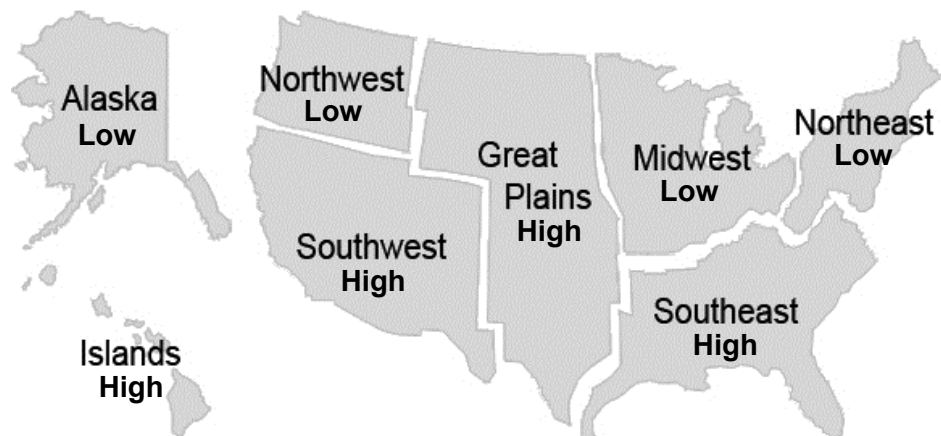 Alaska
Low
Northwest
Low
Great
Plains
High
Midwest
Low
Northeast
Low
Southwest
High
Southeast
High
Islands
High